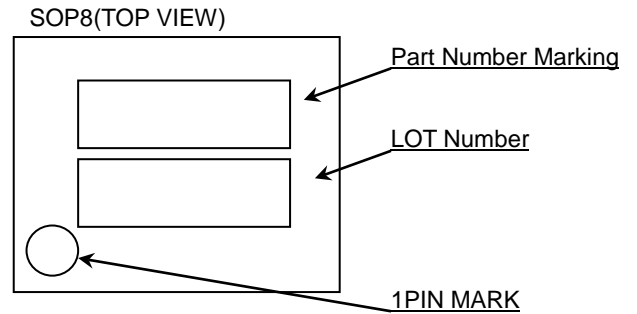 SOP8(TOP VIEW)
Part Number Marking
LOT Number
1PIN MARK